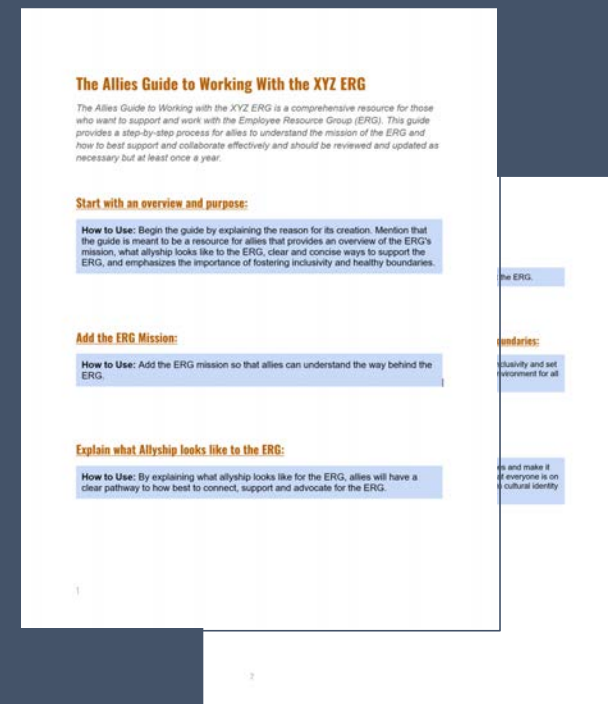 The Allies Guide to Working With the XYZ ERG
The Allies Guide to Working with the XYZ ERG is a comprehensive resource for those
who want to support and work with the Employee Resource Group (ERG). This guide
provides a step-by-step process for allies to understand the mission of the ERG and
how to best support and collaborate effectively and should be reviewed and updated as
necessary but at least once a year.
Start with an overview and purpose:
How to Use: Begin the guide by explaining the reason for its creation. Mention that
the guide is meant to be a resource for allies that provides an overview of the ERG's
mission, what allyship looks like to the ERG, clear and concise ways to support the
ERG, and emphasizes the importance of fostering inclusivity and healthy boundaries.
Add the ERG Mission:
How to Use: Add the ERG mission so that allies can understand the way behind the
ERG.
Explain what Allyship looks like to the ERG:
How to Use: By explaining what allyship looks like for the ERG, allies will have a
clear pathway to how best to connect, support and advocate for the ERG.
1
the ERG.
undaries:
clusivity and set
vironment for all
es and make it
if everyone is on
cultural identity
2